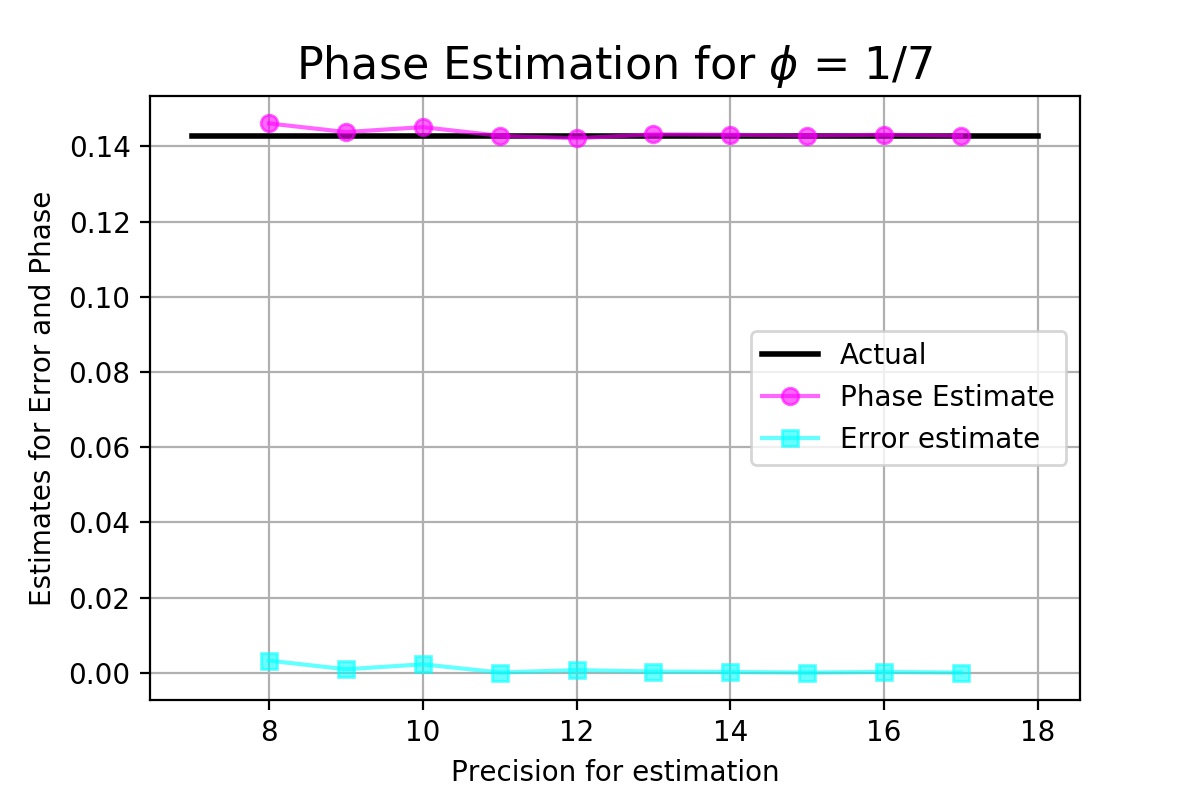 Phase Estimation for ϕ = 1/7
Estimates for Error and Phase
0.14
0.12
0.10
0.08
0.06
0.04
0.02
0.00
Actual
Phase Estimate
Error estimate
8 10 12 14 16 18
Precision for estimation